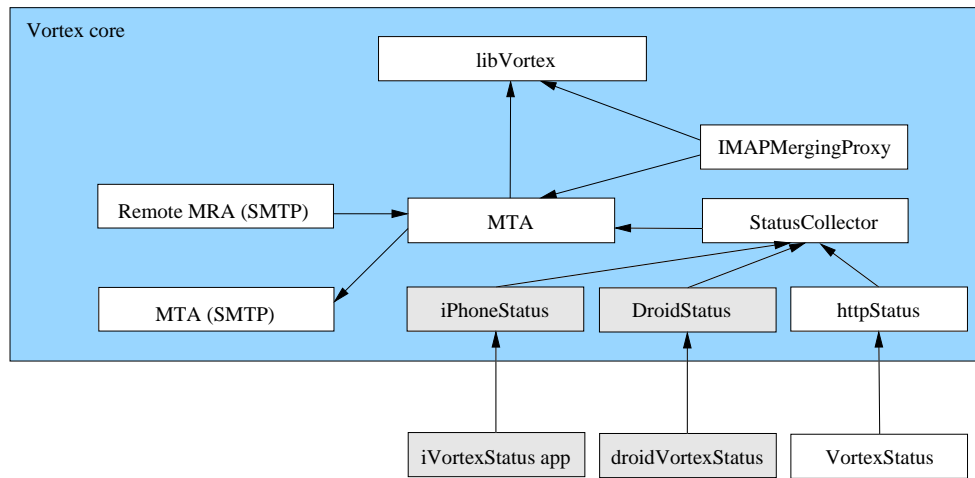 Vortex core
libVortex
IMAPMergingProxy
Remote MRA (SMTP)
MTA
StatusCollector
MTA (SMTP)
iPhoneStatus
DroidStatus
httpStatus
iVortexStatus app
droidVortexStatus
VortexStatus